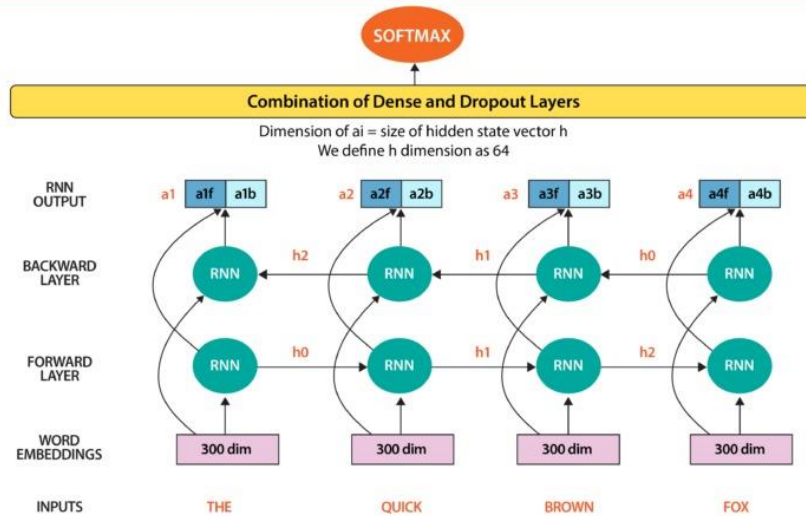 SOFTMAX
Combination of Dense and Dropout Layers
Dimension of ai = size of hidden state vector h
We define h dimension as 64
RNN OUTPUT a1 a1f a1b a2 a2f a2b a3 a3f a3b a4 a4f a4b
BACKWARD LAYER RNN h2 RNN h1 RNN h0 RNN
FORWARD LAYER RNN h0 RNN h1 RNN h2 RNN
WORD EMBEDDINGS 300 dim 300 dim 300 dim 300 dim
INPUTS THE QUICK BROWN FOX